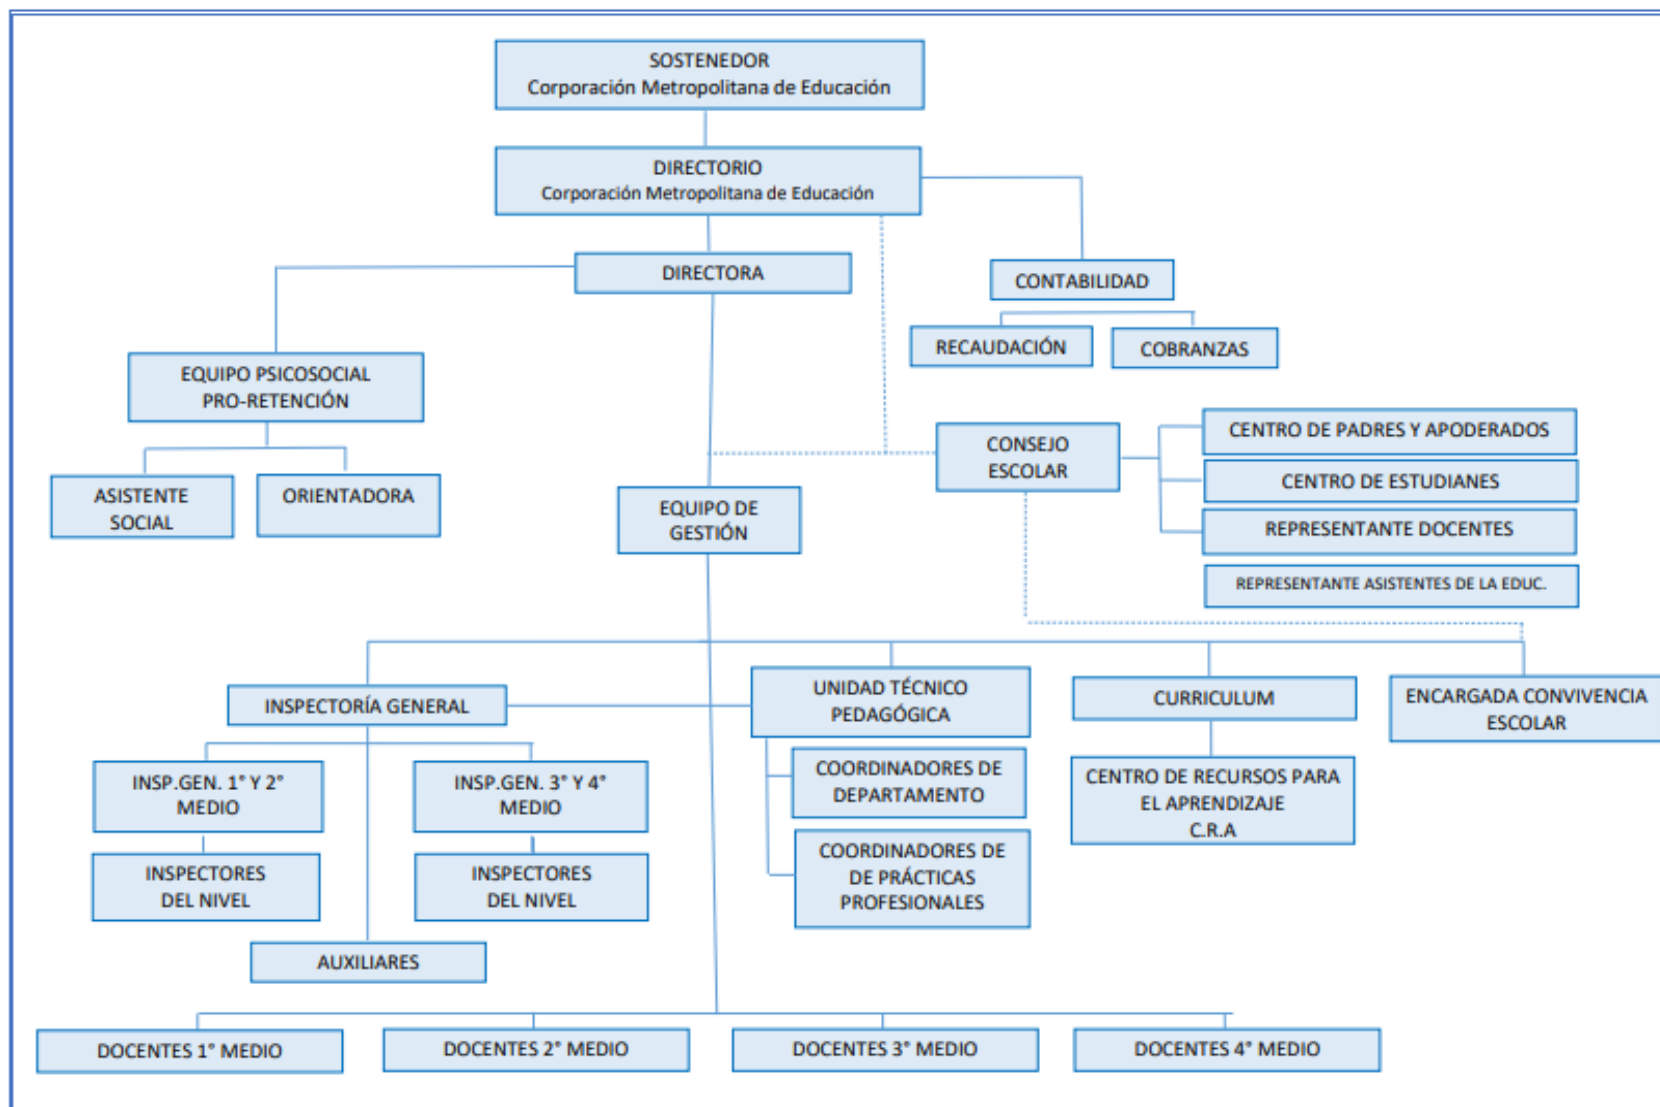 SOSTENEDOR
Corporación Metropolitana de Educación
DIRECTORIO
Corporación Metropolitana de Educación
DIRECTORA
CONTABILIDAD
RECAUDACIÓN
COBRANZAS
EQUIPO PSICOSOCIAL
PRO-RETENCIÓN
ASISTENTE
SOCIAL
ORIENTADORA
CONSEJO
ESCOLAR
CENTRO DE PADRES Y APODERADOS
CENTRO DE ESTUDIANES
REPRESENTANTE DOCENTES
REPRESENTANTE ASISTENTES DE LA EDUC.
EQUIPO DE
GESTIÓN
INSPECTORÍA GENERAL
UNIDAD TÉCNICO
PEDAGÓGICA
CURRICULUM
ENCARGADA CONVIVENCIA
ESCOLAR
INSP.GEN. 1° Y 2°
MEDIO
INSP.GEN. 3° Y 4°
MEDIO
COORDINADORES DE
DEPARTAMENTO
CENTRO DE RECURSOS PARA
EL APRENDIZAJE
C.R.A
INSPECTORES
DEL NIVEL
INSPECTORES
DEL NIVEL
COORDINADORES DE
DE PRÁCTICAS
PROFESIONALES
AUXILIARES
DOCENTES 1° MEDIO
DOCENTES 2° MEDIO
DOCENTES 3° MEDIO
DOCENTES 4° MEDIO